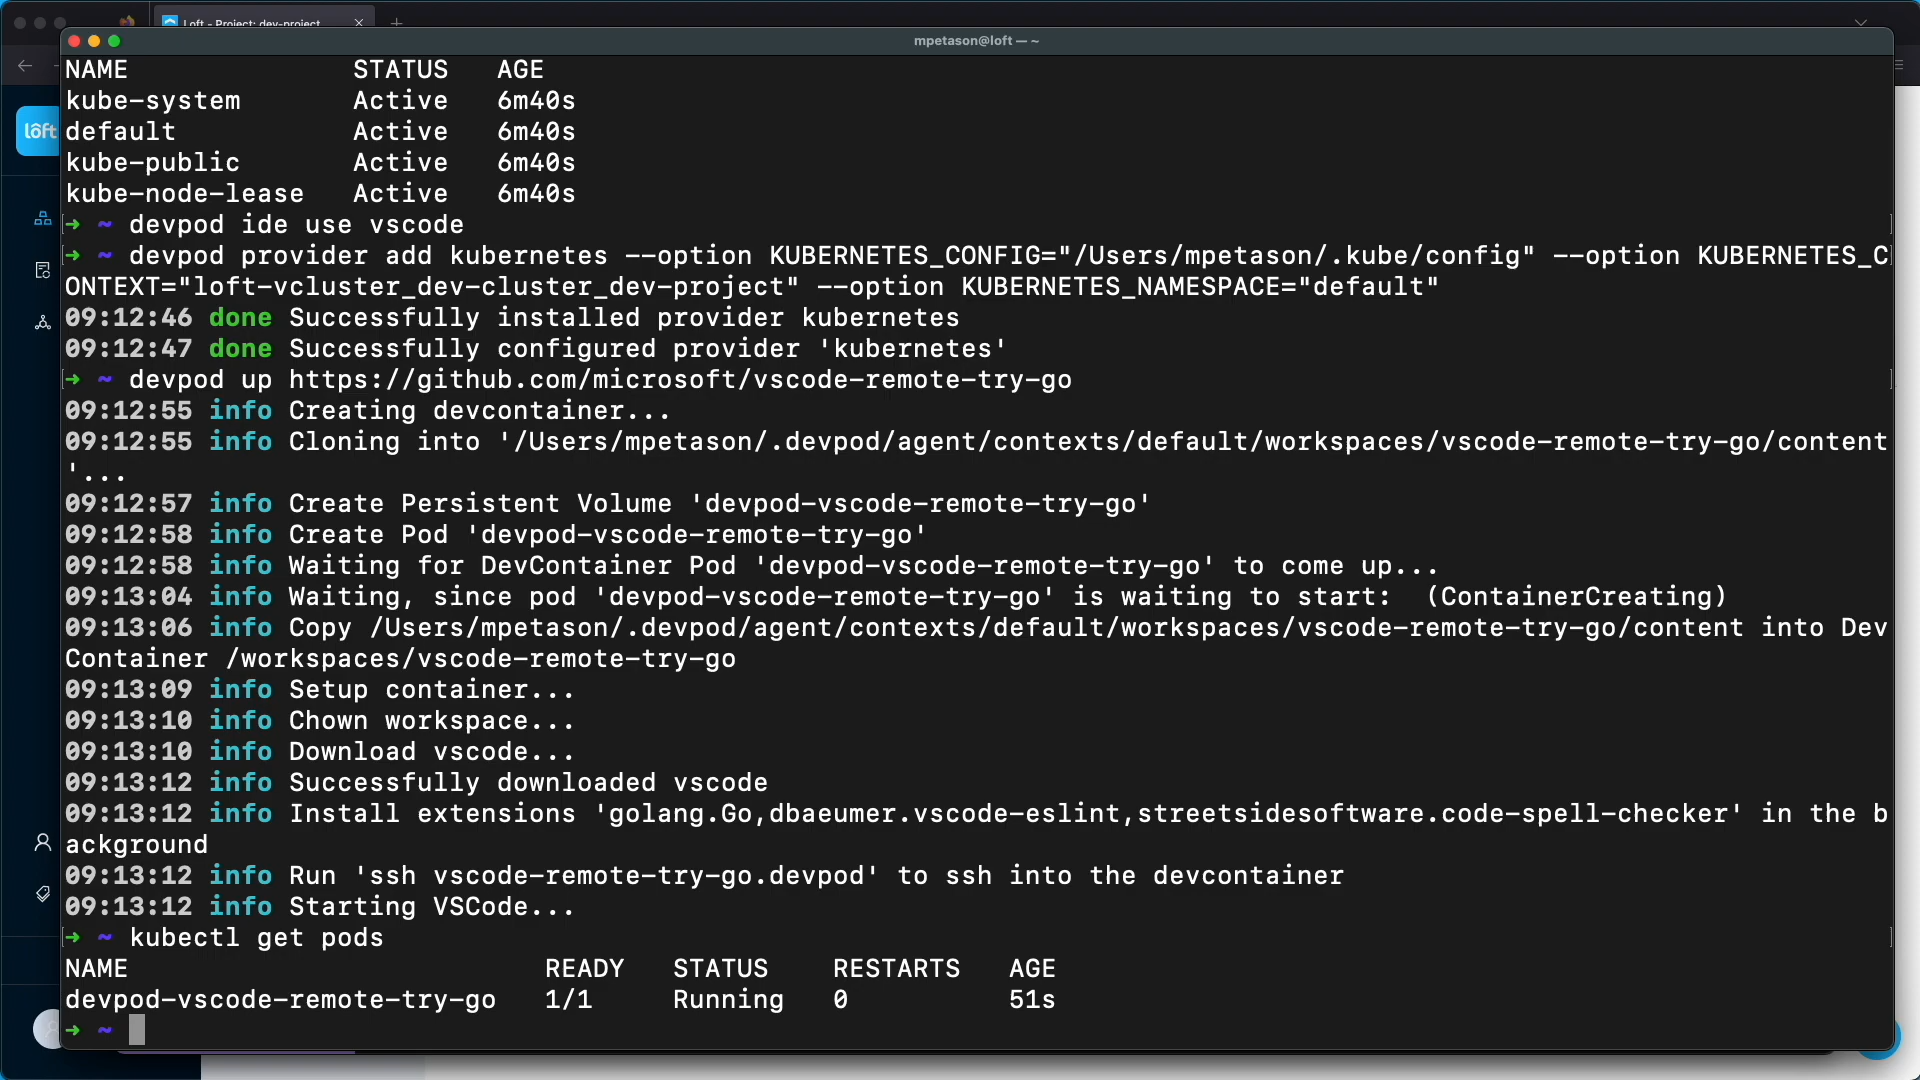 Loft - Project: dev-project
mpetason@loft — ~
lôft
NAME STATUS AGE
kube-system Active 6m40s
default Active 6m40s
kube-public Active 6m40s
kube-node-lease Active 6m40s
➜ ~ devpod ide use vscode
➜ ~ devpod provider add kubernetes --option KUBERNETES_CONFIG="/Users/mpetason/.kube/config" --option KUBERNETES_C
ONTEXT="loft-vcluster_dev-cluster_dev-project" --option KUBERNETES_NAMESPACE="default"
09:12:46 done Successfully installed provider kubernetes
09:12:47 done Successfully configured provider 'kubernetes'
➜ ~ devpod up https://github.com/microsoft/vscode-remote-try-go
09:12:55 info Creating devcontainer...
09:12:55 info Cloning into '/Users/mpetason/.devpod/agent/contexts/default/workspaces/vscode-remote-try-go/content
'...
09:12:57 info Create Persistent Volume 'devpod-vscode-remote-try-go'
09:12:58 info Create Pod 'devpod-vscode-remote-try-go'
09:12:58 info Waiting for DevContainer Pod 'devpod-vscode-remote-try-go' to come up...
09:13:04 info Waiting, since pod 'devpod-vscode-remote-try-go' is waiting to start:  (ContainerCreating)
09:13:06 info Copy /Users/mpetason/.devpod/agent/contexts/default/workspaces/vscode-remote-try-go/content into Dev
Container /workspaces/vscode-remote-try-go
09:13:09 info Setup container...
09:13:10 info Chown workspace...
09:13:10 info Download vscode...
09:13:12 info Successfully downloaded vscode
09:13:12 info Install extensions 'golang.Go,dbaeumer.vscode-eslint,streetsidesoftware.code-spell-checker' in the b
ackground
09:13:12 info Run 'ssh vscode-remote-try-go.devpod' to ssh into the devcontainer
09:13:12 info Starting VSCode...
➜ ~ kubectl get pods
NAME READY STATUS RESTARTS AGE
devpod-vscode-remote-try-go 1/1 Running 0 51s
➜ ~